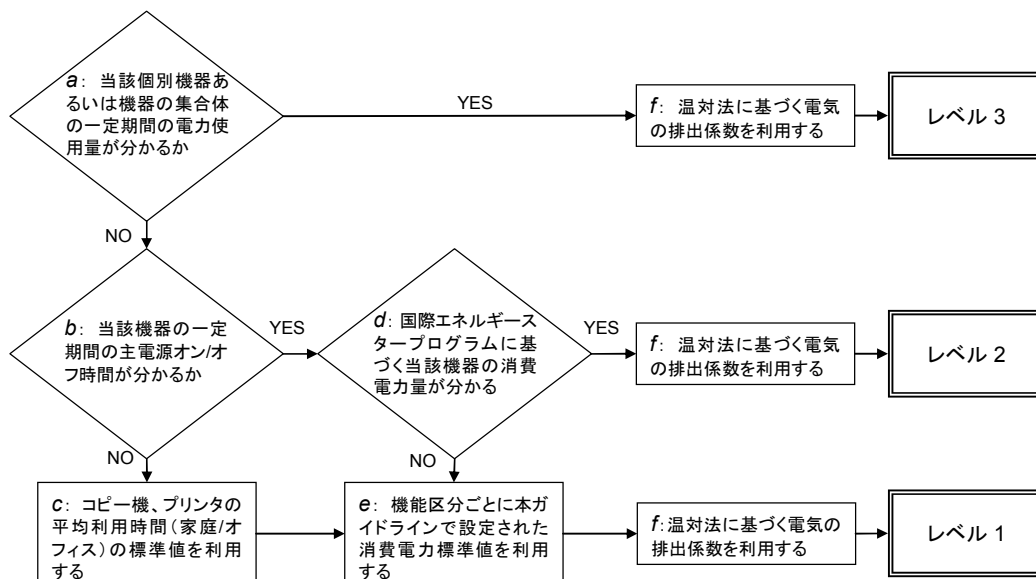 a: 当該個別機器あ
るいは機器の集合体
の一定期間の電力使
用量が分かるか
YES
f: 温対法に基づく電気
の排出係数を利用する
レベル 3
NO
b: 当該機器の一定
期間の主電源オン/オ
フ時間が分かるか
YES
d: 国際エネルギース
タープログラムに基
づく当該機器の消費
電力量が分かる
YES
f: 温対法に基づく電気
の排出係数を利用する
レベル 2
NO
NO
c: コピー機、プリンタの
平均利用時間(家庭/オ
フィス)の標準値を利用
する
e: 機能区分ごとに本ガ
イドラインで設定された
消費電力標準値を利用
する
f:温対法に基づく電気の
排出係数を利用する
レベル 1